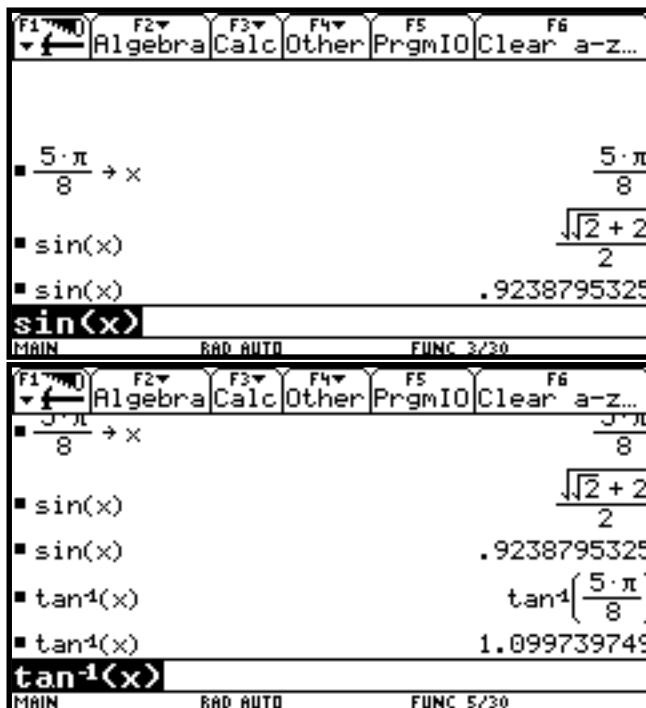 F1 F2 F3 F4 F5 F6
Algebra Calc Other PrgmIO Clear a-z…
▪ 5·π/8 → x 5·π/8
▪ sin(x) √(√2 + 2)/2
▪ sin(x) .9238795325
sin(x)
MAIN RAD AUTO FUNC 3/30
F1 F2 F3 F4 F5 F6
Algebra Calc Other PrgmIO Clear a-z…
▪ 5·π/8 → x 5·π/8
▪ sin(x) √(√2 + 2)/2
▪ sin(x) .9238795325
▪ tan⁻¹(x) tan⁻¹(5·π/8)
▪ tan⁻¹(x) 1.099739749
tan⁻¹(x)
MAIN RAD AUTO FUNC 5/30